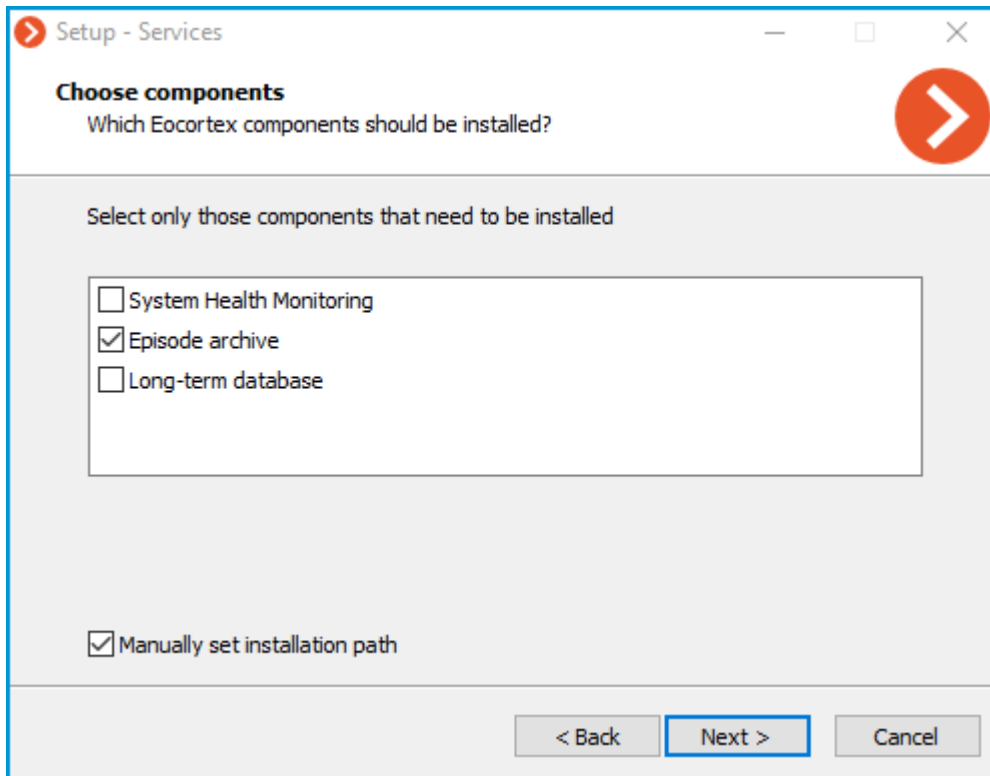 Setup - Services
Choose components
Which Eocortex components should be installed?
Select only those components that need to be installed
System Health Monitoring
Episode archive
Long-term database
Manually set installation path
< Back Next > Cancel